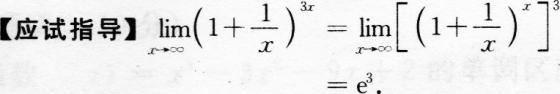 【应试指导】 lim_{x→∞}(1+1/x)^{3x} = lim_{x→∞}[(1+1/x)^x]^3
= e^3.